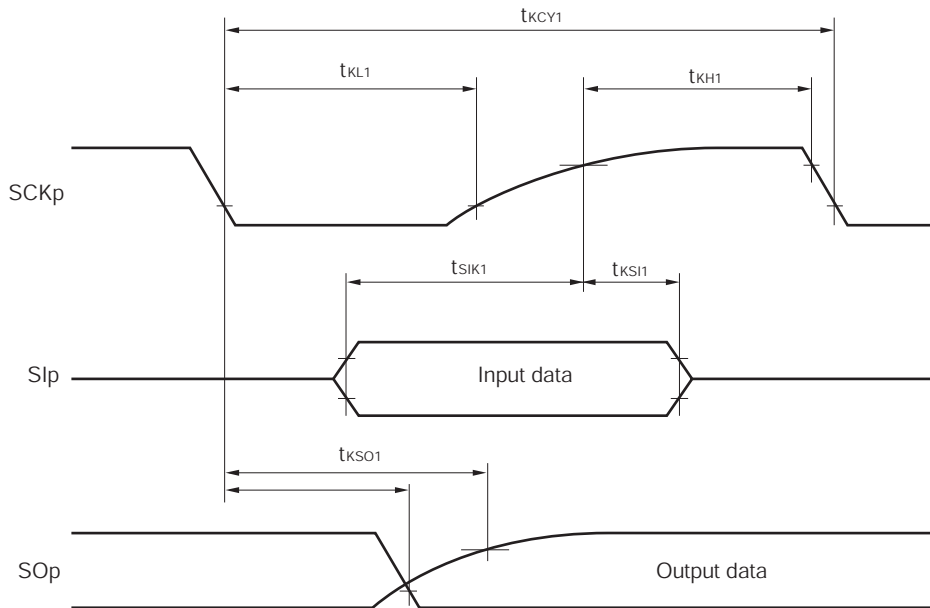 tKCY1
tKL1
tKH1
SCKp
tSIK1
tKSI1
SIp
Input data
tKSO1
SOp
Output data